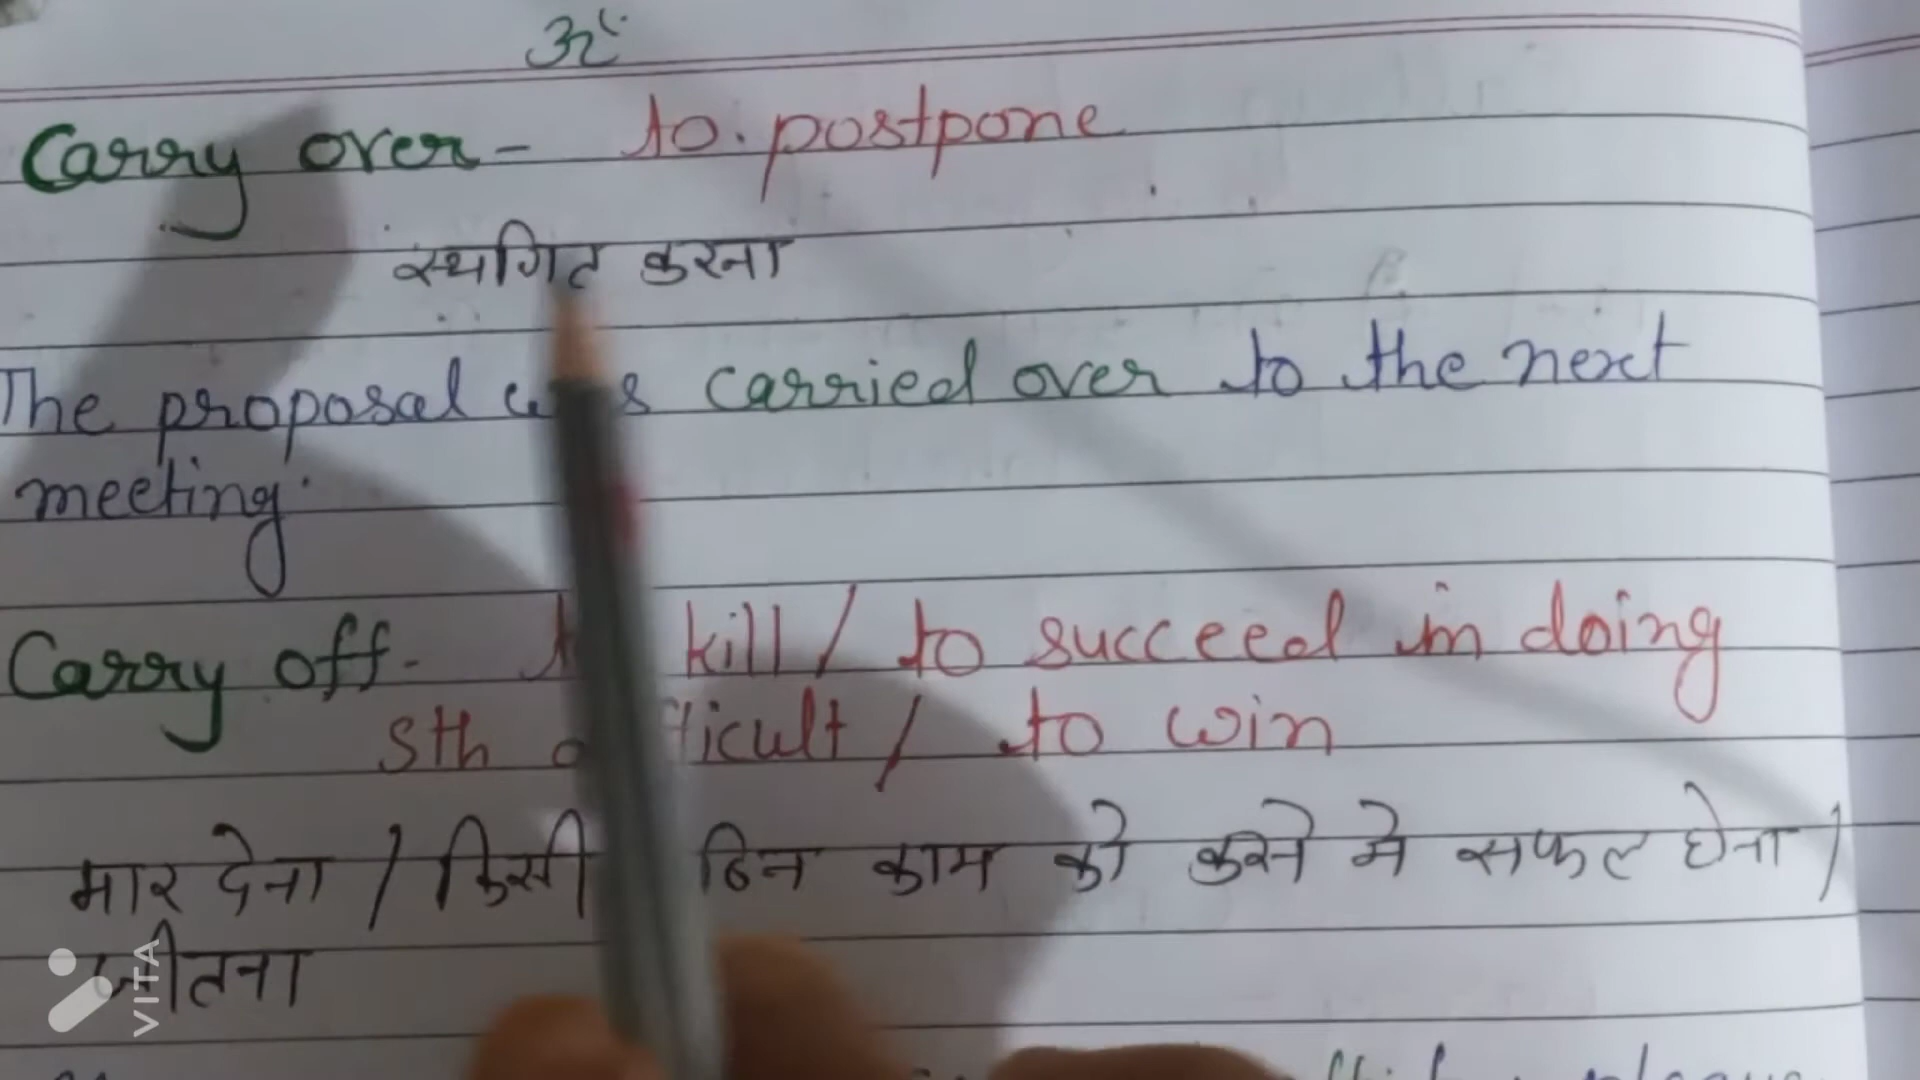 ॐ
Carry over - to postpone
स्थगित करना
The proposal carried over to the next
meeting.
Carry off - kill / to succeed in doing
sth / to win
मार देना / किसी काम को करने मे सफल होना /
जीतना
VITA